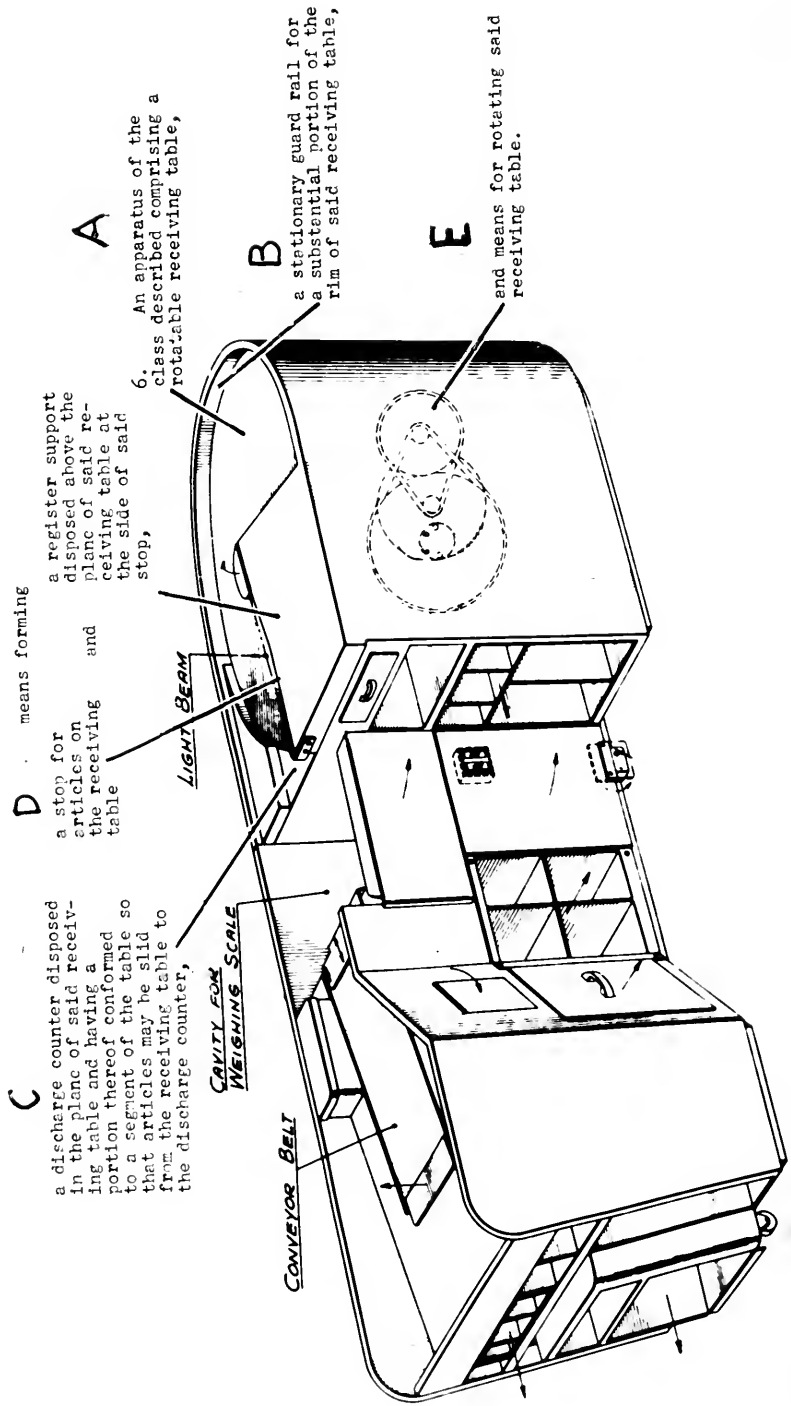 C
a discharge counter disposed
in the plane of said receiv-
ing table and having a
portion thereof conformed
to a segment of the table so
that articles may be slid
from the receiving table to
the discharge counter,
D
means forming
a stop for
articles on
the receiving and
table
a register support
disposed above the
plane of said re-
ceiving table at
the side of said
stop,
A
6. An apparatus of the
class described comprising a
rotatable receiving table,
B
a stationary guard rail for
a substantial portion of the
rim of said receiving table,
E
and means for rotating said
receiving table.
LIGHT BEAM
CAVITY FOR
WEIGHING SCALE
CONVEYOR BELT